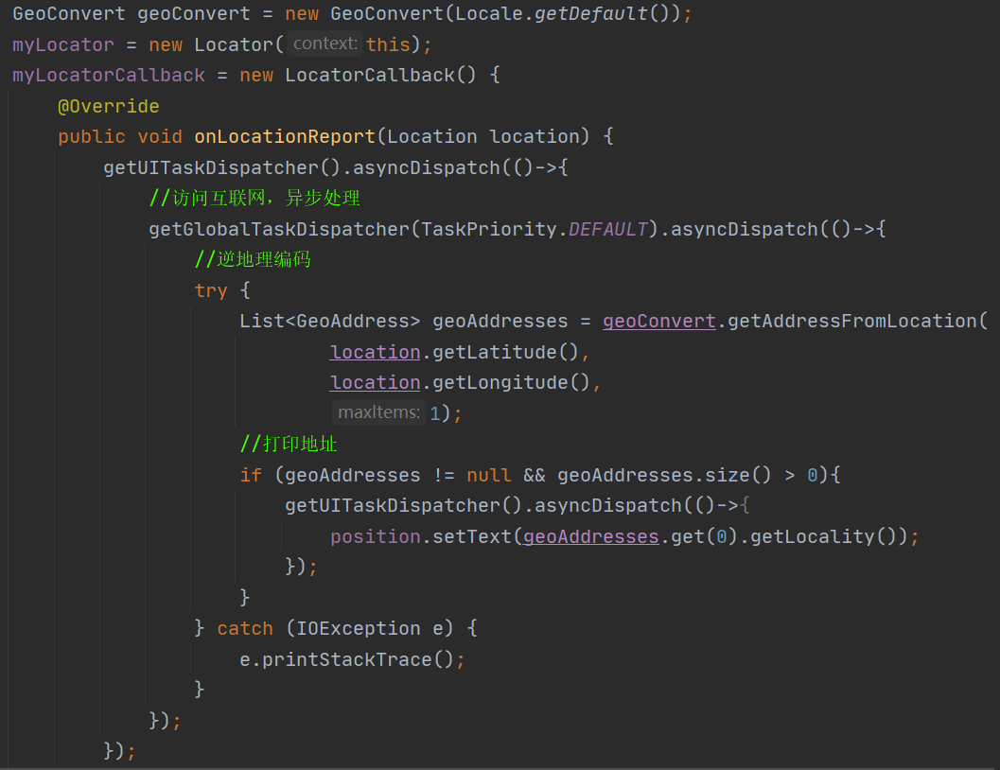 GeoConvert geoConvert = new GeoConvert(Locale.getDefault());
myLocator = new Locator( context: this);
myLocatorCallback = new LocatorCallback() {
@Override
public void onLocationReport(Location location) {
getUITaskDispatcher().asyncDispatch(()->{
//访问互联网，异步处理
getGlobalTaskDispatcher(TaskPriority.DEFAULT).asyncDispatch(()->{
//逆地理编码
try {
List<GeoAddress> geoAddresses = geoConvert.getAddressFromLocation(
location.getLatitude(),
location.getLongitude(),
maxItems: 1);
//打印地址
if (geoAddresses != null && geoAddresses.size() > 0){
getUITaskDispatcher().asyncDispatch(()->{
position.setText(geoAddresses.get(0).getLocality());
});
}
} catch (IOException e) {
e.printStackTrace();
}
});
});